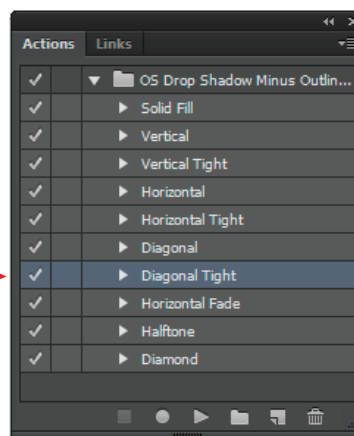 Actions Links
OS Drop Shadow Minus Outlin...
Solid Fill
Vertical
Vertical Tight
Horizontal
Horizontal Tight
Diagonal
Diagonal Tight
Horizontal Fade
Halftone
Diamond